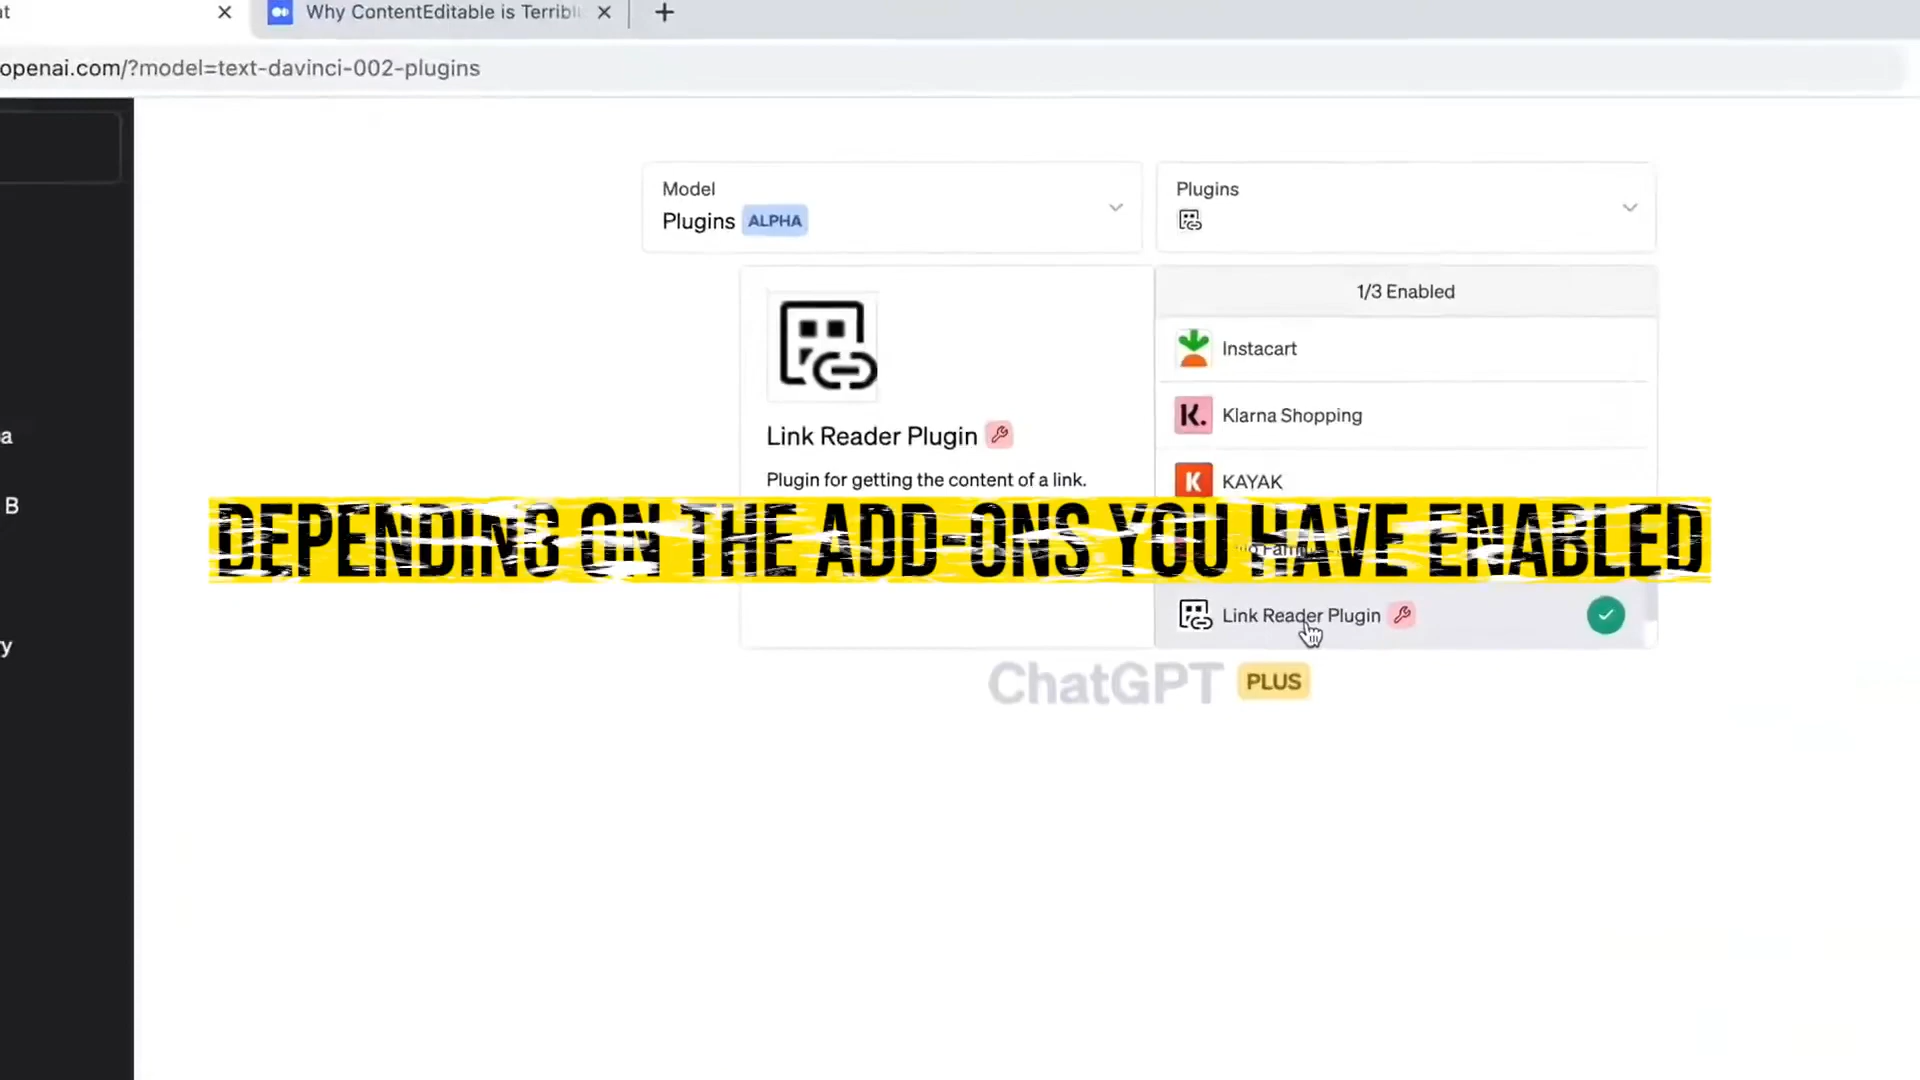 Why ContentEditable is Terribl
openai.com/?model=text-davinci-002-plugins
Model
Plugins ALPHA
Plugins
1/3 Enabled
Instacart
K. Klarna Shopping
Link Reader Plugin
Plugin for getting the content of a link.
K KAYAK
DEPENDING ON THE ADD-ONS YOU HAVE ENABLED
Link Reader Plugin
ChatGPT PLUS
B